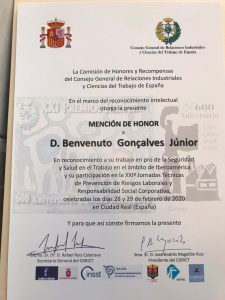 Consejo General de Relaciones Industriales
y Ciencias del Trabajo de España
La Comisión de Honores y Recompensas
del Consejo General de Relaciones Industriales
y Ciencias del Trabajo de España
En el marco del reconocimiento intelectual
otorga la presente
MENCIÓN DE HONOR
a
D. Benvenuto Gonçalves Júnior
En reconocimiento a su trabajo en pro de la Seguridad
y Salud en el Trabajo en el ámbito de Iberoamérica
y su participación en la XXIª Jornadas Técnicas
de Prevención de Riesgos Laborales y
Responsabilidad Social Corporativa,
celebradas los días 28 y 29 de febrero de 2020
en Ciudad Real (España)
Y para que así conste firmamos la presente
Secretario General del CGRICT
Presidente del CGRICT
insst